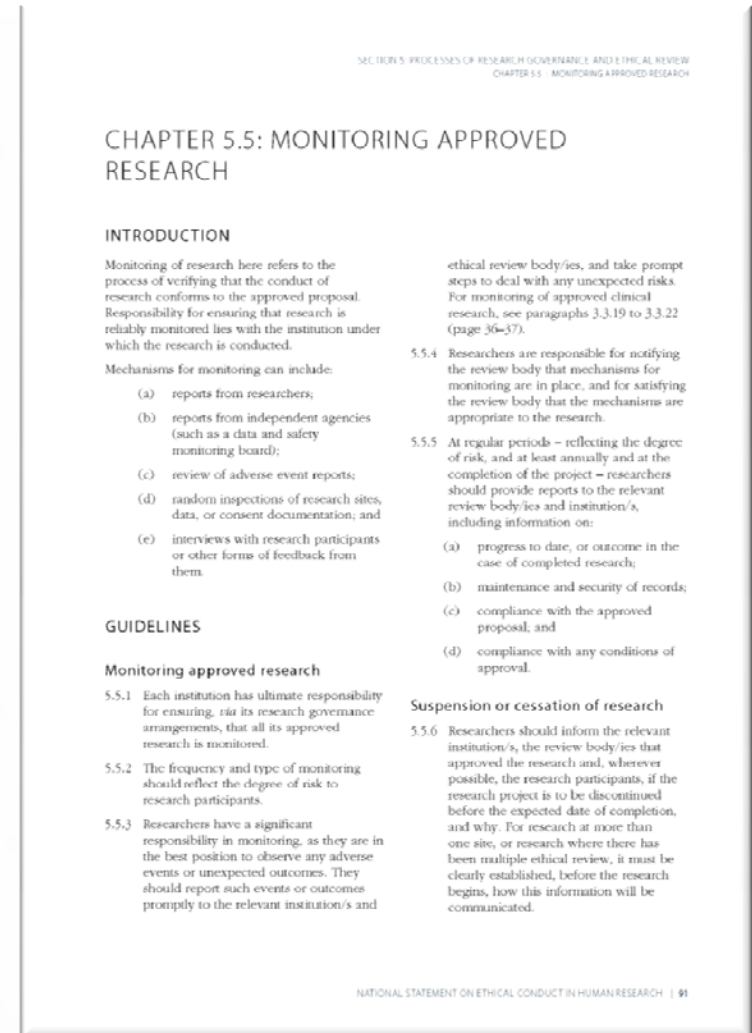 SECTION 5: PROCESSES OF RESEARCH GOVERNANCE AND ETHICAL REVIEW
CHAPTER 5.5 : MONITORING APPROVED RESEARCH
CHAPTER 5.5: MONITORING APPROVED
RESEARCH
INTRODUCTION
Monitoring of research here refers to the
process of verifying that the conduct of
research conforms to the approved proposal.
Responsibility for ensuring that research is
reliably monitored lies with the institution under
which the research is conducted.
Mechanisms for monitoring can include:
(a) reports from researchers;
(b) reports from independent agencies
(such as a data and safety
monitoring board);
(c) review of adverse event reports;
(d) random inspections of research sites,
data, or consent documentation; and
(e) interviews with research participants
or other forms of feedback from
them.
GUIDELINES
Monitoring approved research
5.5.1 Each institution has ultimate responsibility
for ensuring, via its research governance
arrangements, that all its approved
research is monitored.
5.5.2 The frequency and type of monitoring
should reflect the degree of risk to
research participants.
5.5.3 Researchers have a significant
responsibility in monitoring, as they are in
the best position to observe any adverse
events or unexpected outcomes. They
should report such events or outcomes
promptly to the relevant institution/s and
ethical review body/ies, and take prompt
steps to deal with any unexpected risks.
For monitoring of approved clinical
research, see paragraphs 3.3.19 to 3.3.22
(page 36–37).
5.5.4 Researchers are responsible for notifying
the review body that mechanisms for
monitoring are in place, and for satisfying
the review body that the mechanisms are
appropriate to the research.
5.5.5 At regular periods – reflecting the degree
of risk, and at least annually and at the
completion of the project – researchers
should provide reports to the relevant
review body/ies and institution/s,
including information on:
(a) progress to date, or outcome in the
case of completed research;
(b) maintenance and security of records;
(c) compliance with the approved
proposal; and
(d) compliance with any conditions of
approval.
Suspension or cessation of research
5.5.6 Researchers should inform the relevant
institution/s, the review body/ies that
approved the research and, wherever
possible, the research participants, if the
research project is to be discontinued
before the expected date of completion,
and why. For research at more than
one site, or research where there has
been multiple ethical review, it must be
clearly established, before the research
begins, how this information will be
communicated.
NATIONAL STATEMENT ON ETHICAL CONDUCT IN HUMAN RESEARCH | 91